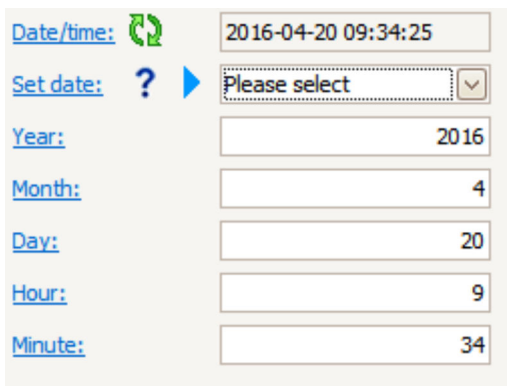 Date/time: 2016-04-20 09:34:25
Set date: ? Please select
Year: 2016
Month: 4
Day: 20
Hour: 9
Minute: 34